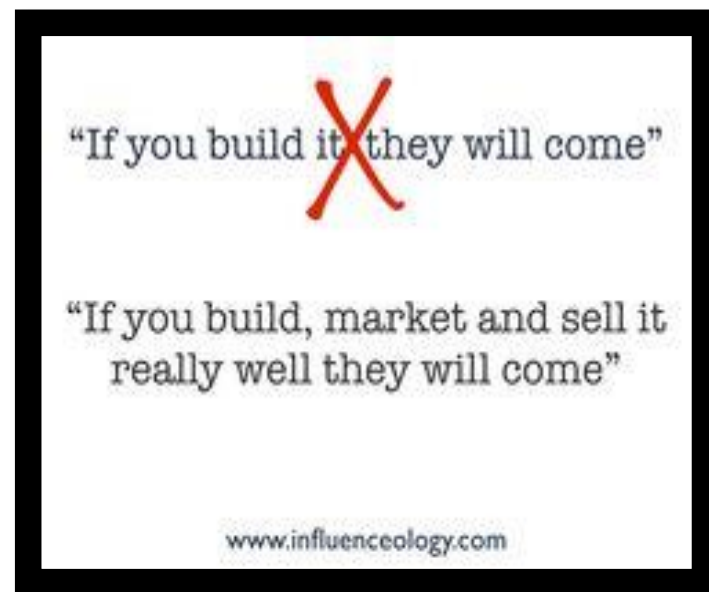 “If you build it they will come”
“If you build, market and sell it
really well they will come”
www.influenceology.com